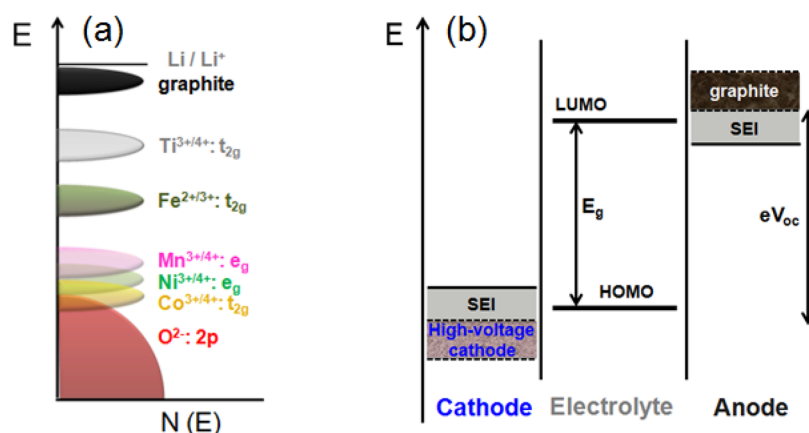 E (a)
Li / Li⁺
graphite
Ti³⁺/⁴⁺: t₂g
Fe²⁺/³⁺: t₂g
Mn³⁺/⁴⁺: eg
Ni³⁺/⁴⁺: eg
Co³⁺/⁴⁺: t₂g
O²⁻: 2p
N (E)
E (b)
graphite
SEI
LUMO
Eg
eVoc
HOMO
SEI
High-voltage
cathode
Cathode Electrolyte Anode